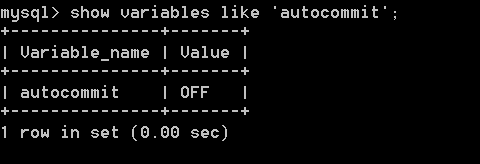 mysql> show variables like 'autocommit';
+---------------+-------+
| Variable_name | Value |
+---------------+-------+
| autocommit    | OFF   |
+---------------+-------+
1 row in set (0.00 sec)